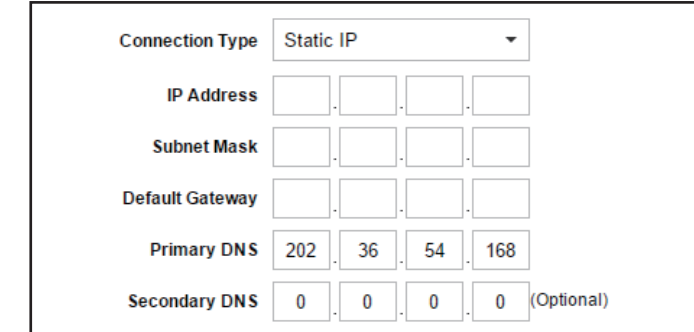 Connection Type Static IP
IP Address . . .
Subnet Mask . . .
Default Gateway . . .
Primary DNS 202 . 36 . 54 . 168
Secondary DNS 0 . 0 . 0 . 0 (Optional)